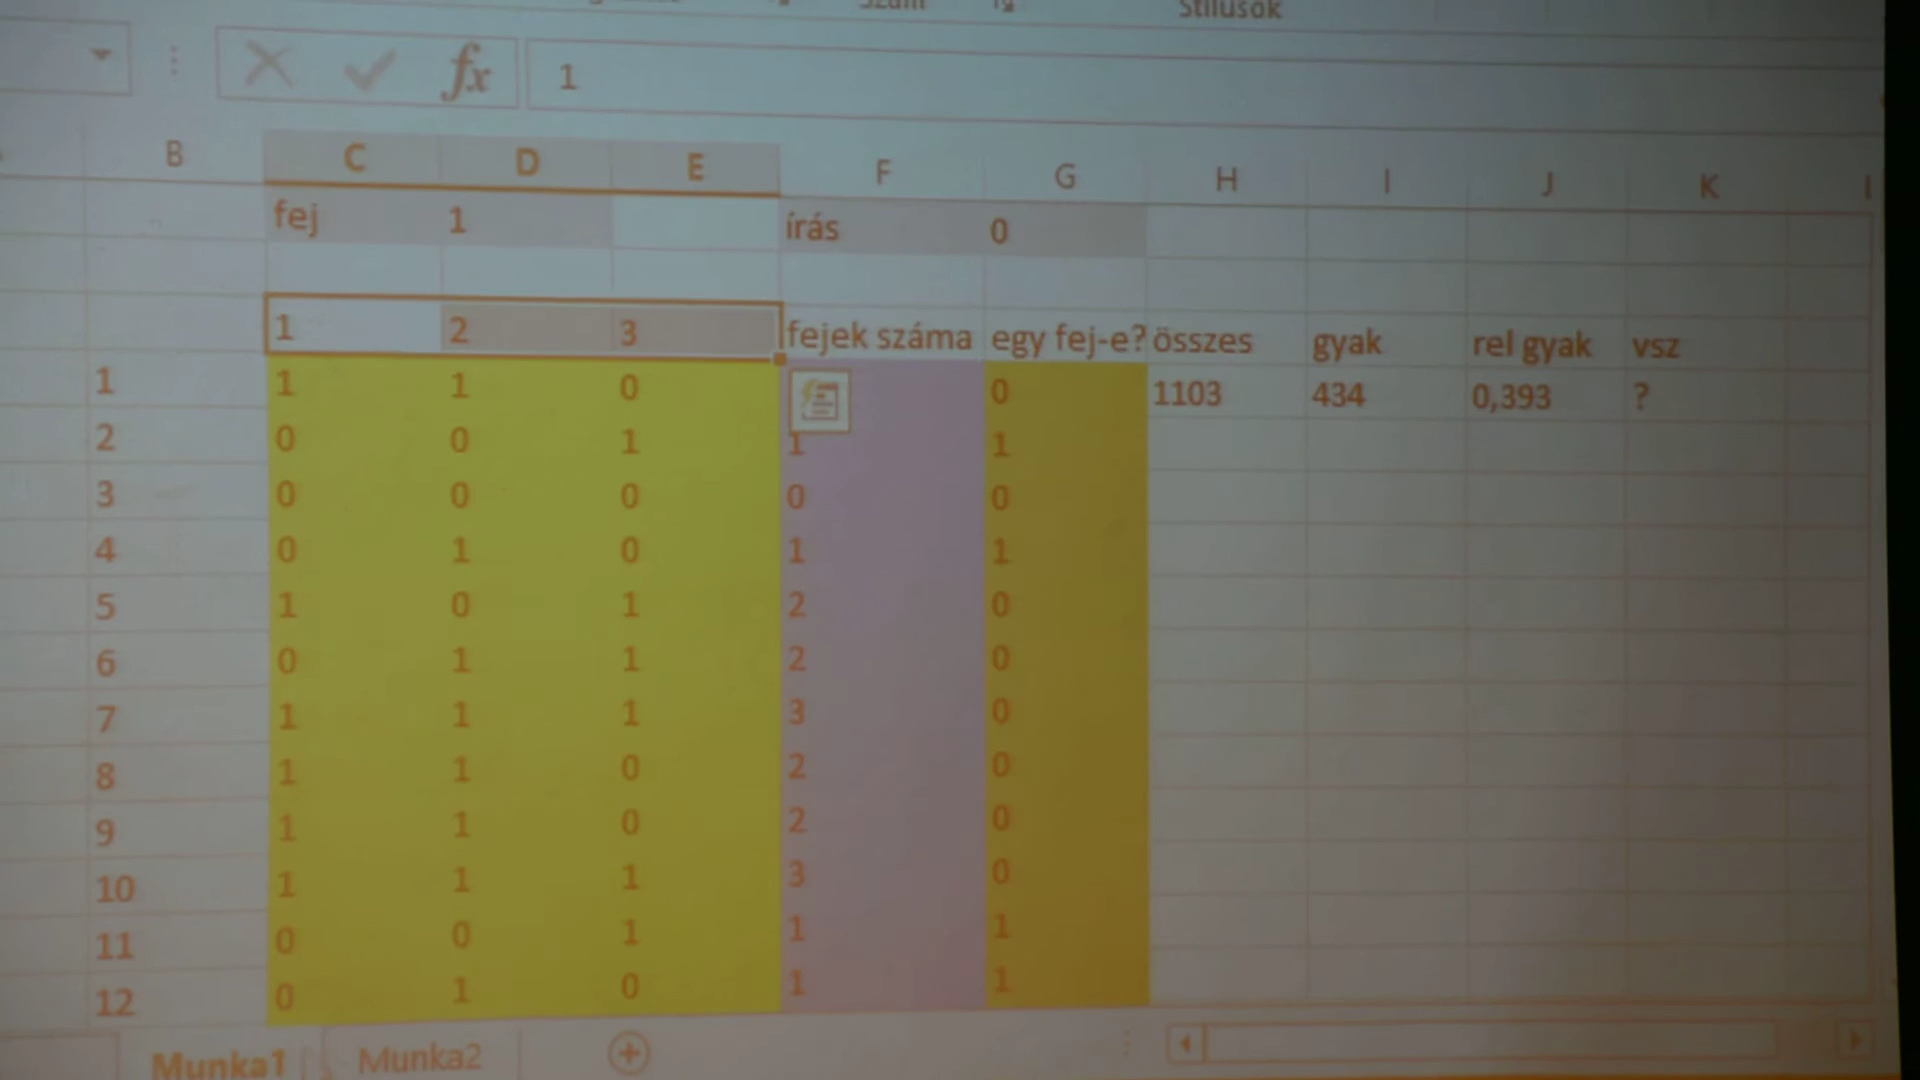 Stílusok
fx 1
B C D E F G H I J K
fej 1 írás 0
1 2 3 fejek száma egy fej-e? összes gyak rel gyak vsz
1 1 1 0 0 1103 434 0,393 ?
2 0 0 1 1 1
3 0 0 0 0 0
4 0 1 0 1 1
5 1 0 1 2 0
6 0 1 1 2 0
7 1 1 1 3 0
8 1 1 0 2 0
9 1 1 0 2 0
10 1 1 1 3 0
11 0 0 1 1 1
12 0 1 0 1 1
Munka1 Munka2